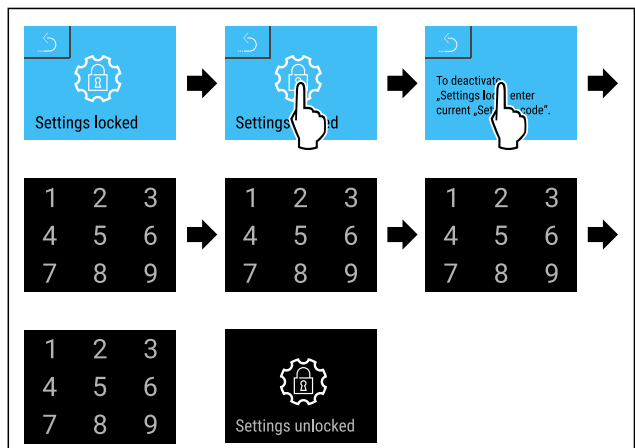 Settings locked
Settings
To deactivate
„Settings
enter
current
code“.
1 2 3
4 5 6
7 8 9
1 2 3
4 5 6
7 8 9
1 2 3
4 5 6
7 8 9
1 2 3
4 5 6
7 8 9
Settings unlocked